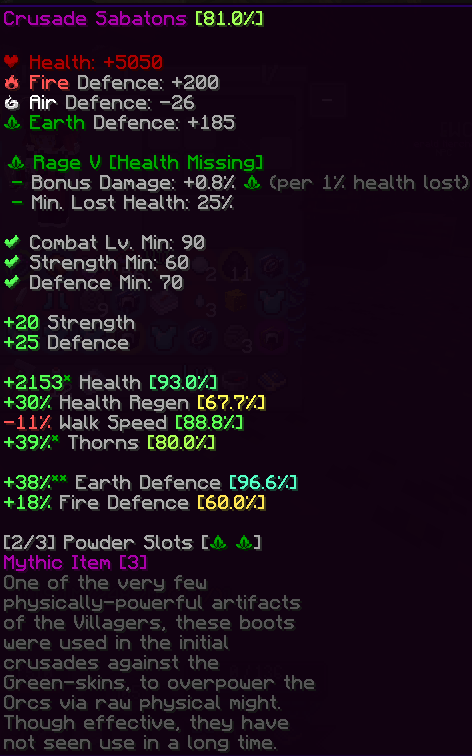 Crusade Sabatons [81.0%]
Health: +5050
Fire Defence: +200
Air Defence: -26
Earth Defence: +185
Rage V [Health Missing]
- Bonus Damage: +0.8% (per 1% health lost)
- Min. Lost Health: 25%
Combat Lv. Min: 90
Strength Min: 60
Defence Min: 70
+20 Strength
+25 Defence
+2153* Health [93.0%]
+30% Health Regen [67.7%]
-11% Walk Speed [88.8%]
+39%* Thorns [80.0%]
+38%** Earth Defence [96.6%]
+18% Fire Defence [60.0%]
[2/3] Powder Slots [ ]
Mythic Item [3]
One of the very few
physically-powerful artifacts
of the Villagers, these boots
were used in the initial
crusades against the
Green-skins, to overpower the
Orcs via raw physical might.
Though effective, they have
not seen use in a long time.